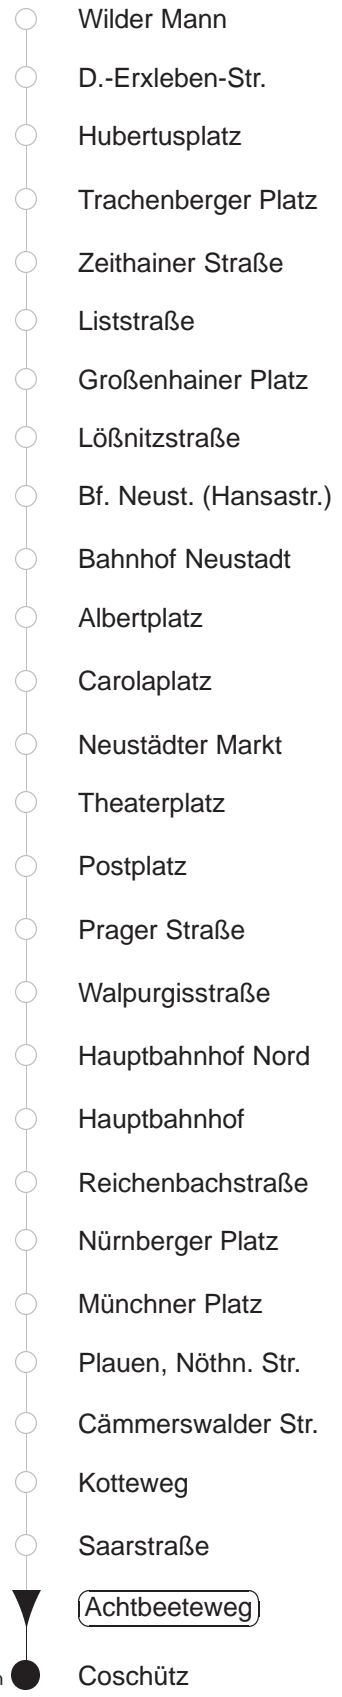 Wilder Mann
D.-Erxleben-Str.
Hubertusplatz
Trachenberger Platz
Zeithainer Straße
Liststraße
Großenhainer Platz
Lößnitzstraße
Bf. Neust. (Hansastr.)
Bahnhof Neustadt
Albertplatz
Carolaplatz
Neustädter Markt
Theaterplatz
Postplatz
Prager Straße
Walpurgisstraße
Hauptbahnhof Nord
Hauptbahnhof
Reichenbachstraße
Nürnberger Platz
Münchner Platz
Plauen, Nöthn. Str.
Cämmerswalder Str.
Kotteweg
Saarstraße
Achtbeeteweg
Coschütz